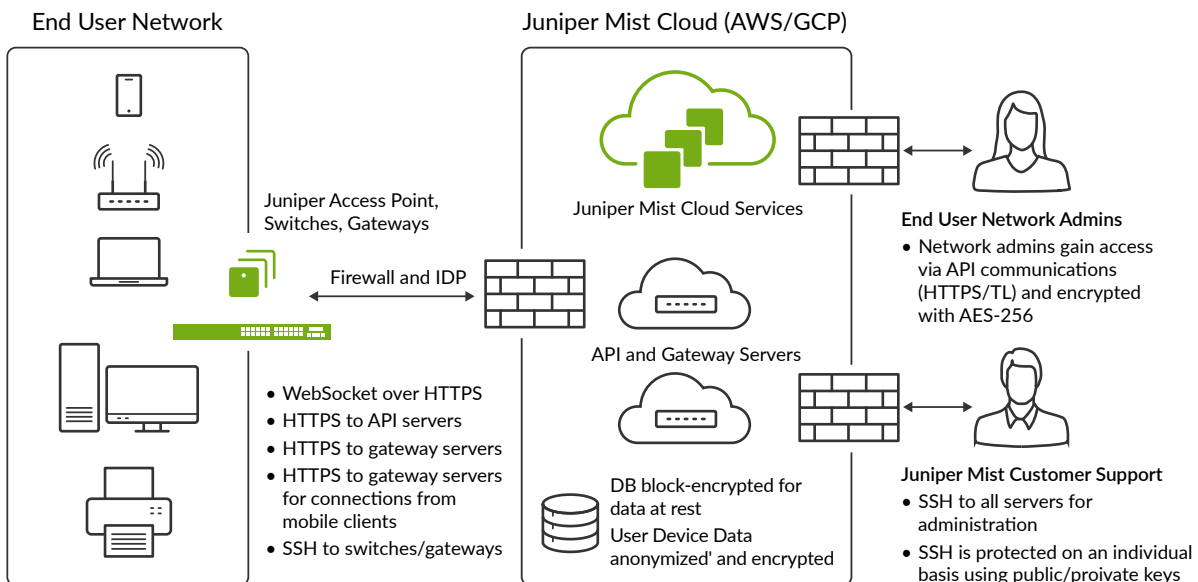 End User Network
Juniper Mist Cloud (AWS/GCP)
Juniper Access Point,
Switches, Gateways
Firewall and IDP
• WebSocket over HTTPS
• HTTPS to API servers
• HTTPS to gateway servers
• HTTPS to gateway servers
for connections from
mobile clients
• SSH to switches/gateways
Juniper Mist Cloud Services
API and Gateway Servers
DB block-encrypted for
data at rest
User Device Data
anonymized' and encrypted
End User Network Admins
• Network admins gain access
via API communications
(HTTPS/TL) and encrypted
with AES-256
Juniper Mist Customer Support
• SSH to all servers for
administration
• SSH is protected on an individual
basis using public/proivate keys